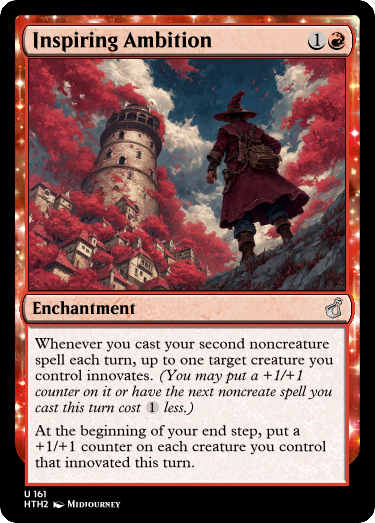 Inspiring Ambition 1
Enchantment
Whenever you cast your second noncreature
spell each turn, up to one target creature you
control innovates. (You may put a +1/+1
counter on it or have the next noncreate spell you
cast this turn cost 1 less.)
At the beginning of your end step, put a
+1/+1 counter on each creature you control
that innovated this turn.
U 161
HTH2 Midjourney